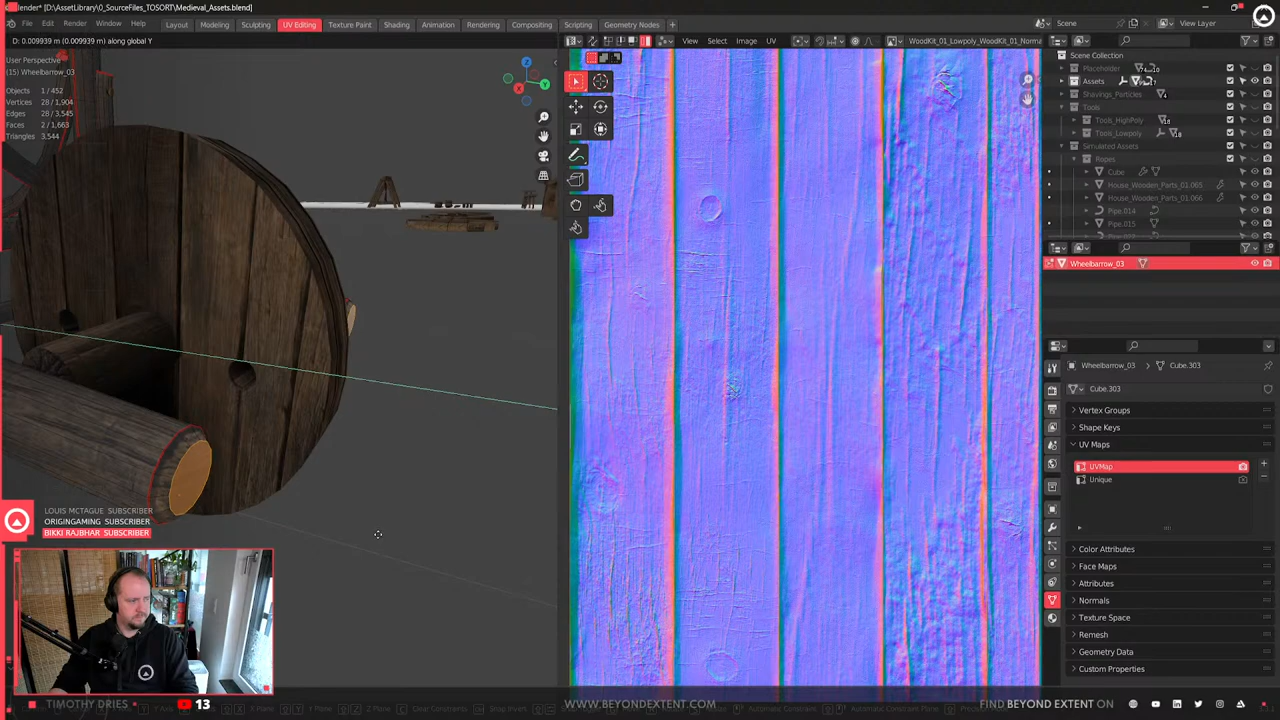 lender* [D:\AssetLibrary\0_SourceFiles_TOSORT\Medieval_Assets.blend]
File Edit Render Window Help Layout Modeling Sculpting UV Editing Texture Paint Shading Animation Rendering Compositing Scripting Geometry Nodes +
Scene View Layer
D: 0.009939 m (0.009939 m) along global Y
View Select Image UV
WoodKit_01_Lowpoly_WoodKit_01_Norma
User Perspective
(15) Wheelbarrow_03
Objects 1/452
Vertices 28/1,904
Edges 28/3,545
Faces 2/1,663
Triangles 3,544
Z
Y
X
Scene Collection
Placeholder
Assets
Shavings_Particles
Tools
Tools_HighPoly
Tools_Lowpoly
Simulated Assets
Ropes
Cube
House_Wooden_Parts_01.065
House_Wooden_Parts_01.066
Pipe.014
Pipe.015
Wheelbarrow_03
Wheelbarrow_03 > Cube.303
Cube.303
Vertex Groups
Shape Keys
UV Maps
UVMap
Unique
Color Attributes
Face Maps
Attributes
Normals
Texture Space
Remesh
Geometry Data
Custom Properties
LOUIS MCTAGUE SUBSCRIBER
ORIGINGAMING SUBSCRIBER
BIKKI RAJBHAR SUBSCRIBER
TIMOTHY DRIES 13 WWW.BEYONDEXTENT.COM FIND BEYOND EXTENT ON